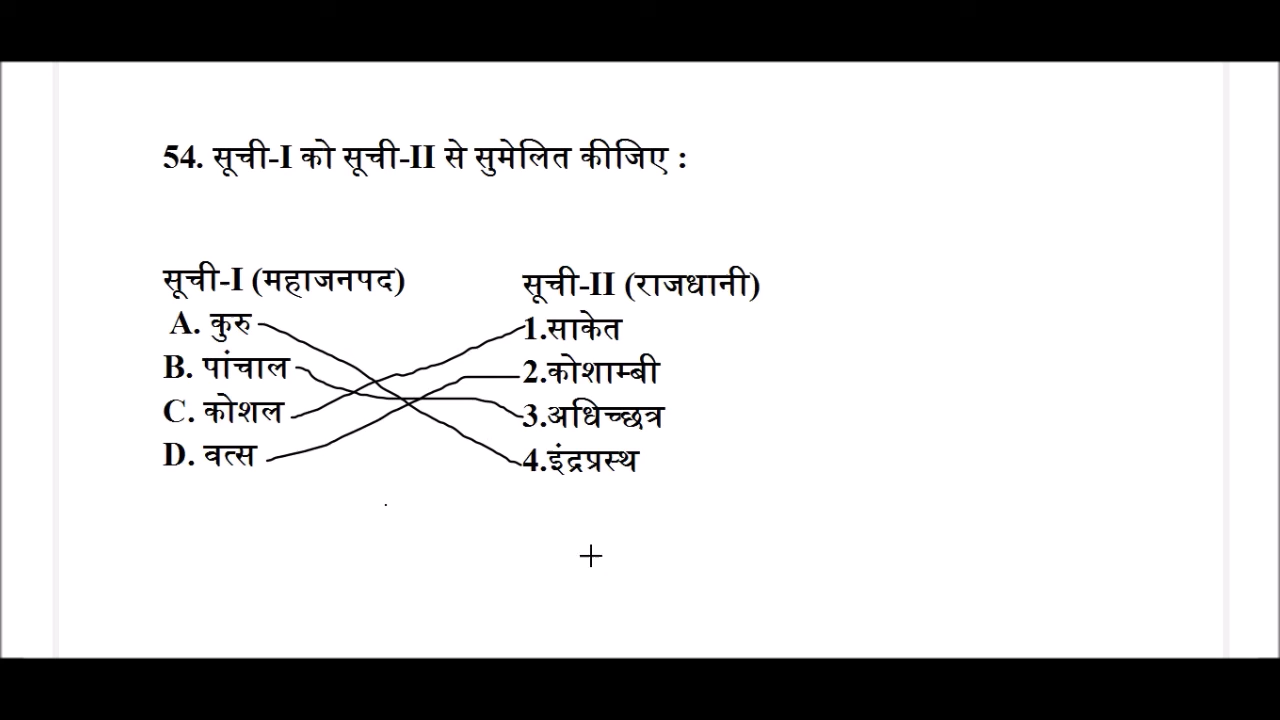 54. सूची-I को सूची-II से सुमेलित कीजिए :
सूची-I (महाजनपद)
A. कुरु
B. पांचाल
C. कोशल
D. वत्स
सूची-II (राजधानी)
1.साकेत
2.कोशाम्बी
3.अधिच्छत्र
4.इंद्रप्रस्थ